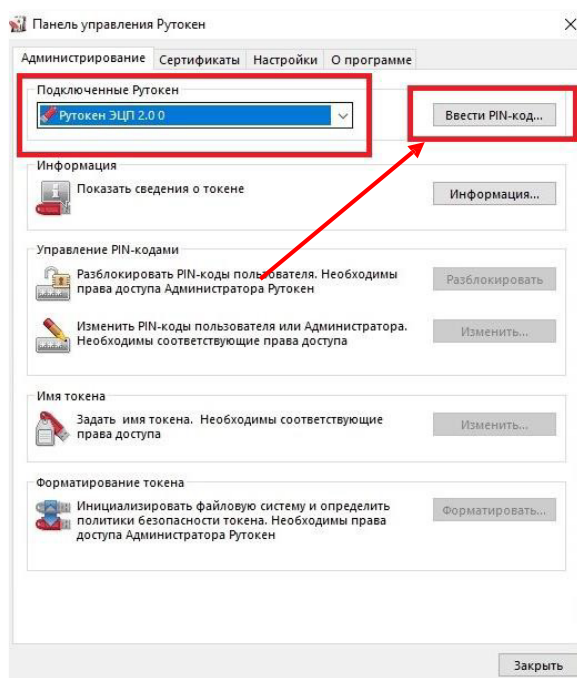 Панель управления Рутокен
Администрирование Сертификаты Настройки О программе
Подключенные Рутокен
Рутокен ЭЦП 2.0 0
Ввести PIN-код...
Информация
Показать сведения о токене
Информация...
Управление PIN-кодами
Разблокировать PIN-коды пользователя. Необходимы
права доступа Администратора Рутокен
Разблокировать
Изменить PIN-коды пользователя или Администратора.
Необходимы соответствующие права доступа
Изменить...
Имя токена
Задать имя токена. Необходимы соответствующие
права доступа
Изменить...
Форматирование токена
Инициализировать файловую систему и определить
политики безопасности токена. Необходимы права
доступа Администратора Рутокен
Форматировать...
Закрыть